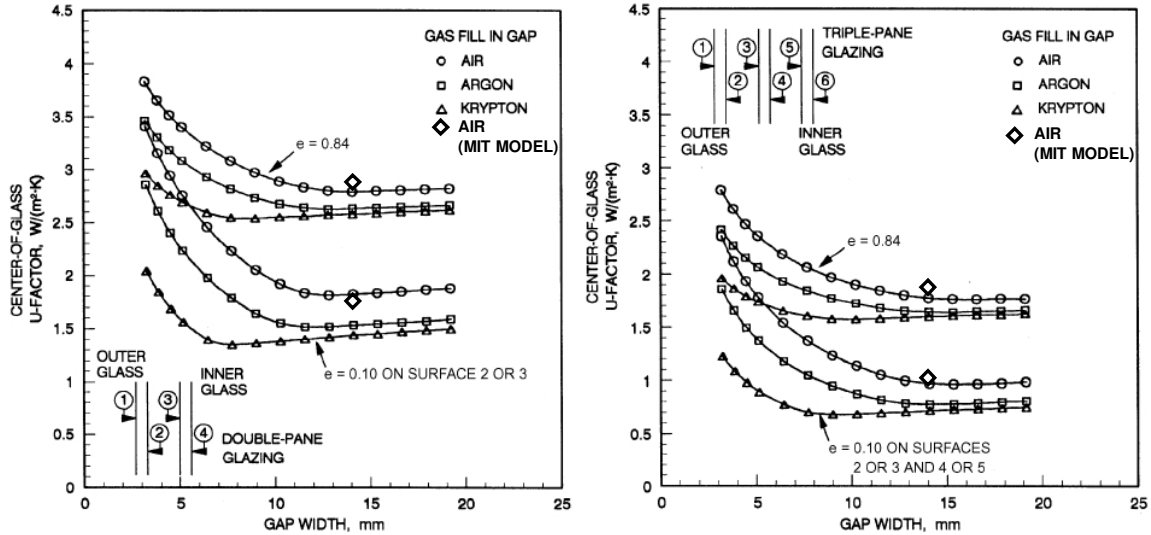 CENTER-OF-GLASS
U-FACTOR, W/(m²·K)
4.5
4
3.5
3
2.5
2
1.5
1
0.5
0
0
5
10
15
20
25
GAP WIDTH, mm
GAS FILL IN GAP
AIR
ARGON
KRYPTON
AIR
(MIT MODEL)
e = 0.84
e = 0.10 ON SURFACE 2 OR 3
OUTER
GLASS
INNER
GLASS
1
3
2
4
DOUBLE-PANE
GLAZING
CENTER-OF-GLASS
U-FACTOR, W/(m²·K)
4.5
4
3.5
3
2.5
2
1.5
1
0.5
0
0
5
10
15
20
25
GAP WIDTH, mm
1
3
5
2
4
6
TRIPLE-PANE
GLAZING
OUTER
GLASS
INNER
GLASS
GAS FILL IN GAP
AIR
ARGON
KRYPTON
AIR
(MIT MODEL)
e = 0.84
e = 0.10 ON SURFACES
2 OR 3 AND 4 OR 5